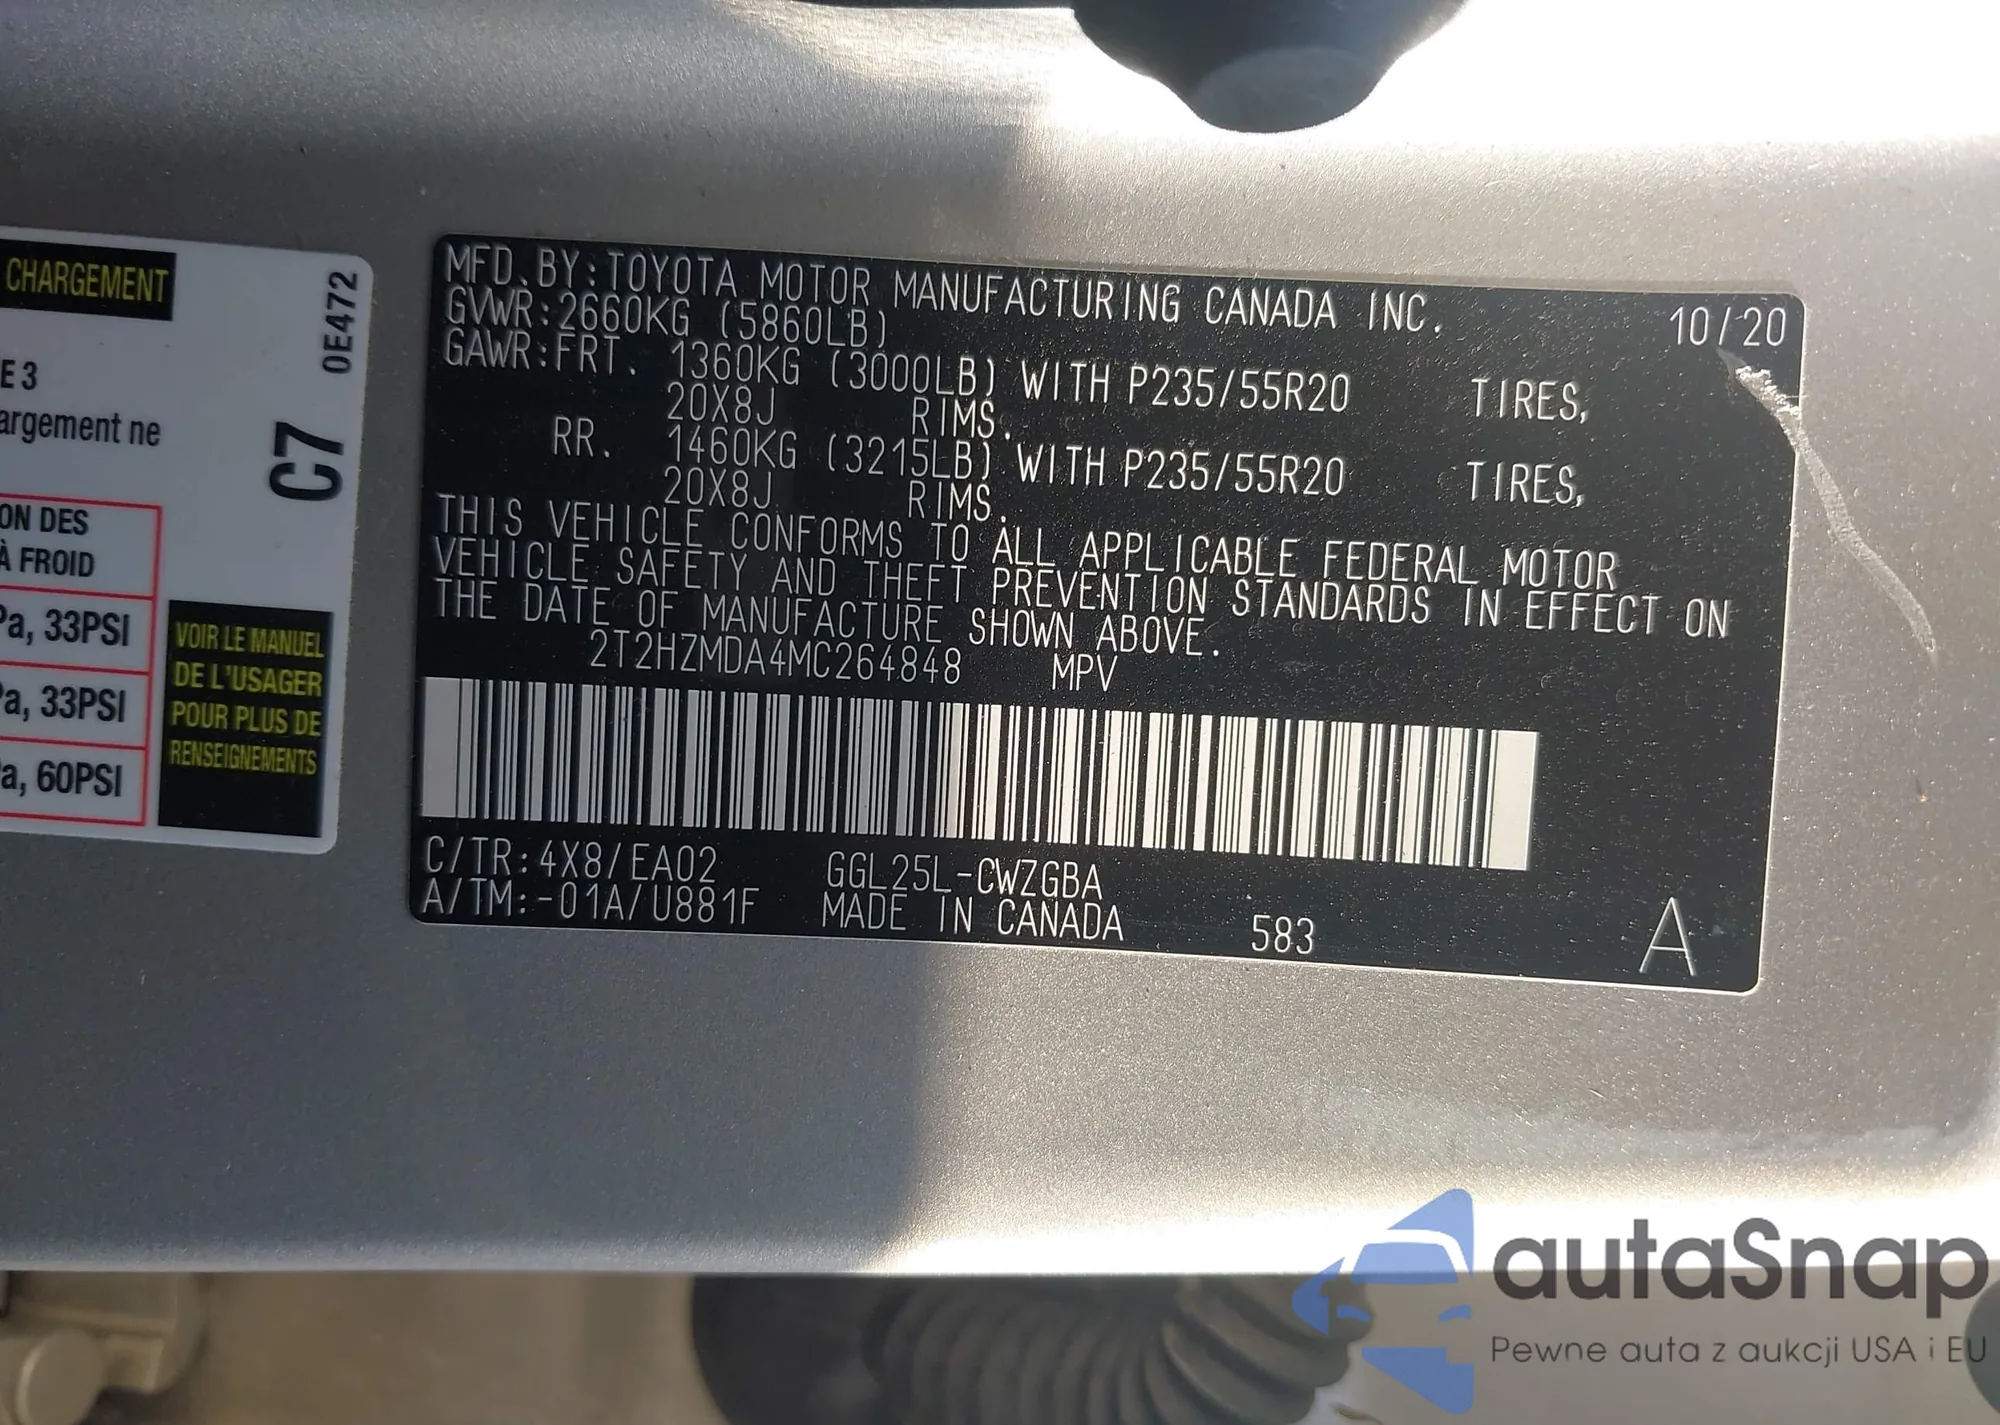 CHARGEMENT
0E472
E 3
argement ne
C7
ON DES
À FROID
Pa, 33PSI
Pa, 33PSI
Pa, 60PSI
VOIR LE MANUEL
DE L'USAGER
POUR PLUS DE
RENSEIGNEMENTS
MFD.BY:TOYOTA MOTOR MANUFACTURING CANADA INC. 10/20
GVWR:2660KG (5860LB)
GAWR:FRT. 1360KG (3000LB) WITH P235/55R20 TIRES,
20X8J RIMS.
RR. 1460KG (3215LB) WITH P235/55R20 TIRES,
20X8J RIMS.
THIS VEHICLE CONFORMS TO ALL APPLICABLE FEDERAL MOTOR
VEHICLE SAFETY AND THEFT PREVENTION STANDARDS IN EFFECT ON
THE DATE OF MANUFACTURE SHOWN ABOVE.
2T2HZMDA4MC264848 MPV
C/TR:4X8/EA02 GGL25L-CWZGBA
A/TM:-01A/U881F MADE IN CANADA 583 A
autaSnap
Pewne auta z aukcji USA i EU